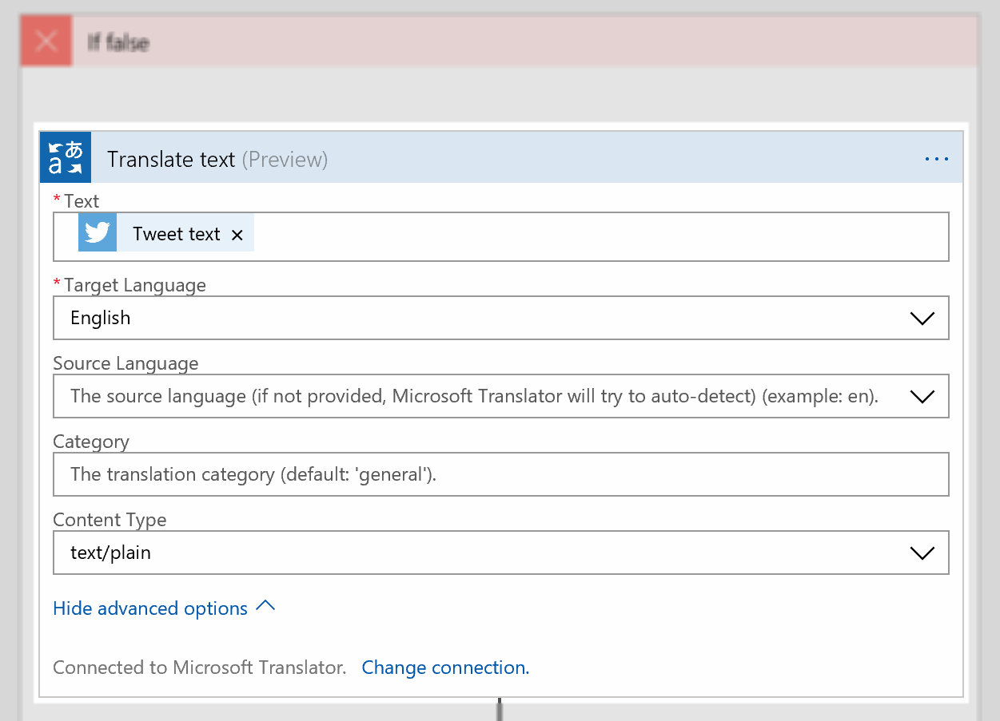 If false
Translate text (Preview)
* Text
Tweet text
* Target Language
English
Source Language
The source language (if not provided, Microsoft Translator will try to auto-detect) (example: en).
Category
The translation category (default: 'general').
Content Type
text/plain
Hide advanced options
Connected to Microsoft Translator. Change connection.